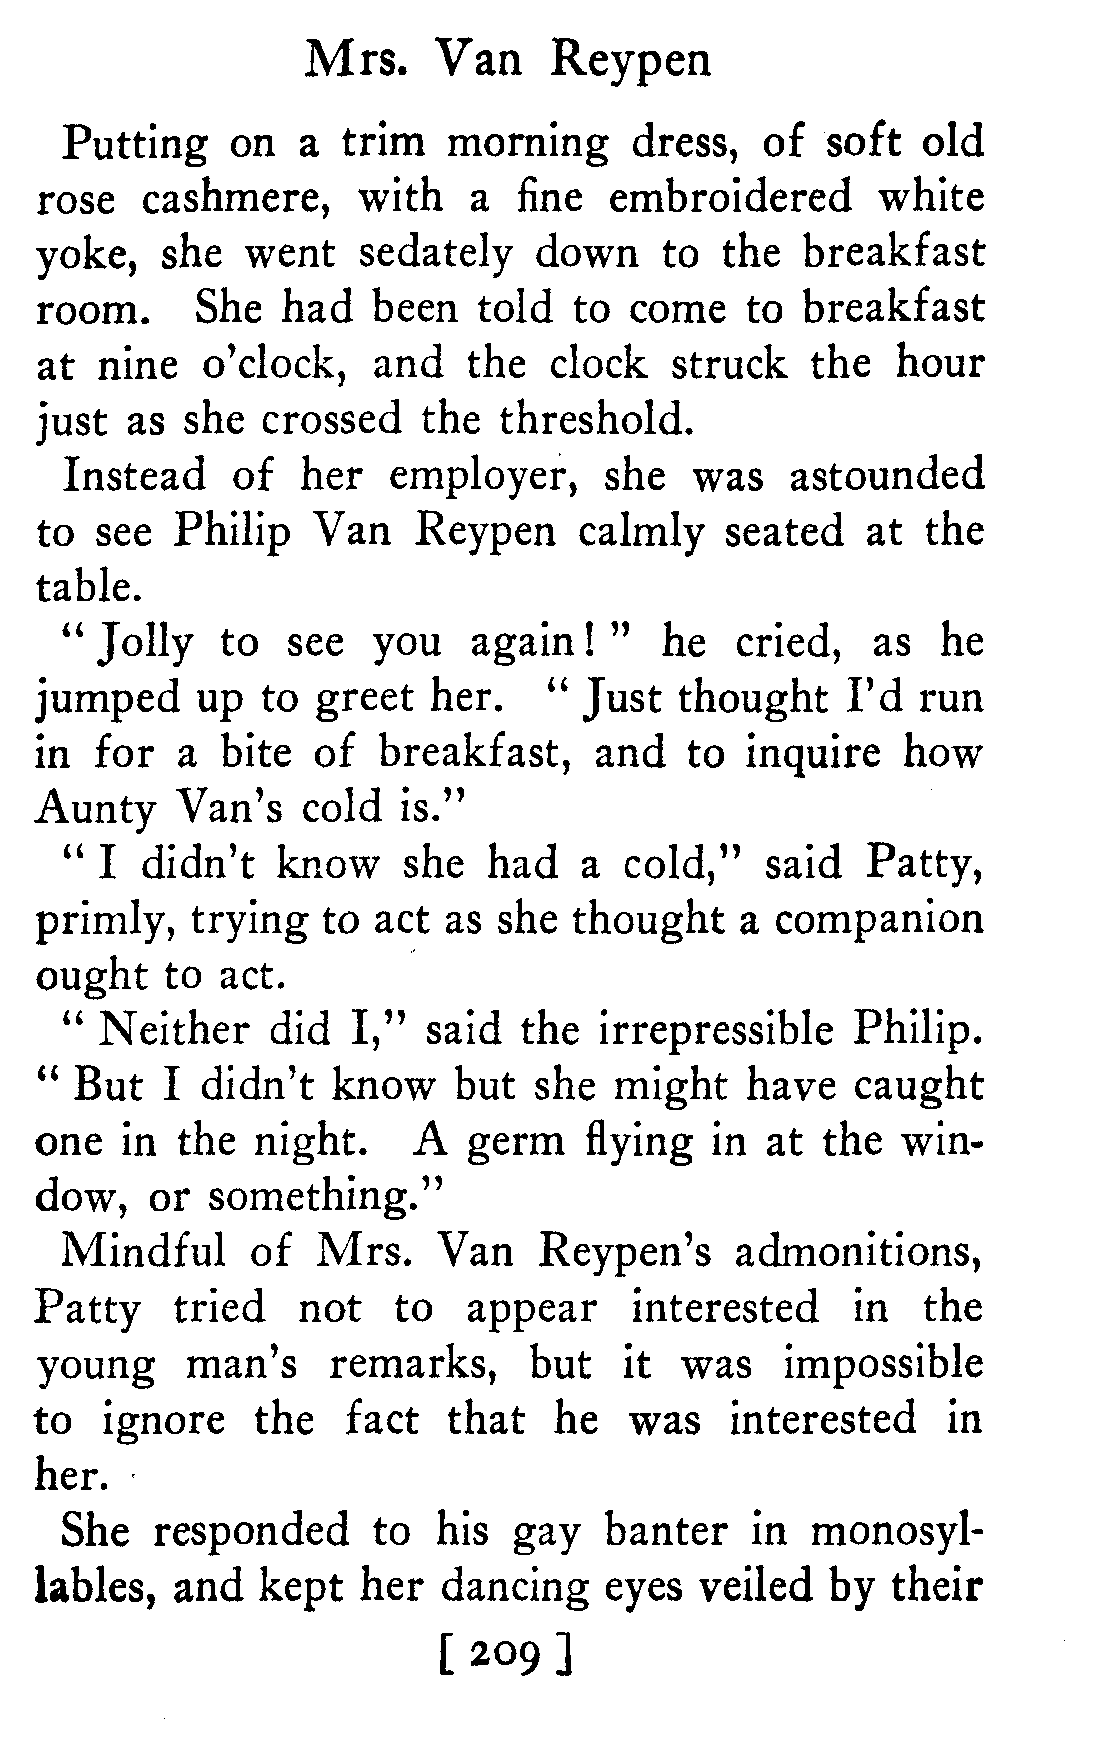 Mrs. Van Reypen
Putting on a trim morning dress, of soft old
rose cashmere, with a fine embroidered white
yoke, she went sedately down to the breakfast
room. She had been told to come to breakfast
at nine o'clock, and the clock struck the hour
just as she crossed the threshold.
Instead of her employer, she was astounded
to see Philip Van Reypen calmly seated at the
table.
" Jolly to see you again! " he cried, as he
jumped up to greet her. " Just thought I'd run
in for a bite of breakfast, and to inquire how
Aunty Van's cold is."
" I didn't know she had a cold," said Patty,
primly, trying to act as she thought a companion
ought to act.
" Neither did I," said the irrepressible Philip.
" But I didn't know but she might have caught
one in the night. A germ flying in at the win-
dow, or something."
Mindful of Mrs. Van Reypen's admonitions,
Patty tried not to appear interested in the
young man's remarks, but it was impossible
to ignore the fact that he was interested in
her.
She responded to his gay banter in monosyl-
lables, and kept her dancing eyes veiled by their
[ 209 ]